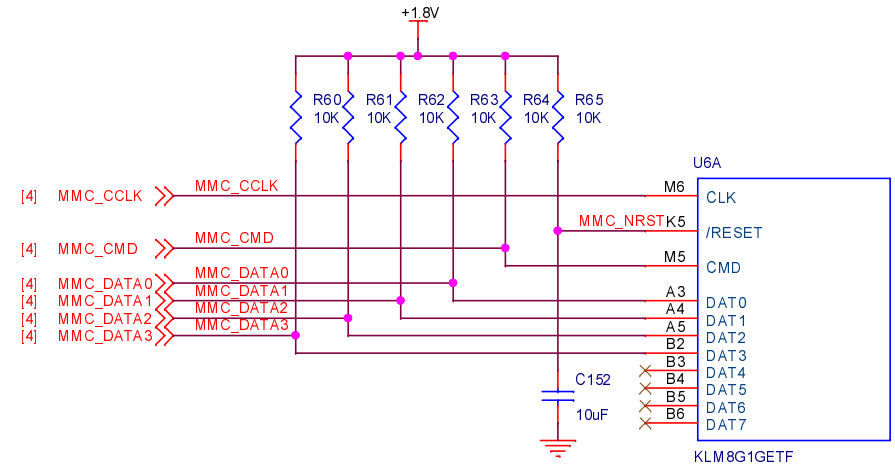 +1.8V
R60 R61 R62 R63 R64 R65
10K 10K 10K 10K 10K 10K
U6A
[4] MMC_CCLK MMC_CCLK M6 CLK
MMC_NRST K5 /RESET
[4] MMC_CMD MMC_CMD M5 CMD
[4] MMC_DATA0 MMC_DATA0 A3 DAT0
[4] MMC_DATA1 MMC_DATA1 A4 DAT1
[4] MMC_DATA2 MMC_DATA2 A5 DAT2
[4] MMC_DATA3 MMC_DATA3 B2 DAT3
B3 DAT4
B4 DAT5
B5 DAT6
B6 DAT7
C152
10uF
KLM8G1GETF